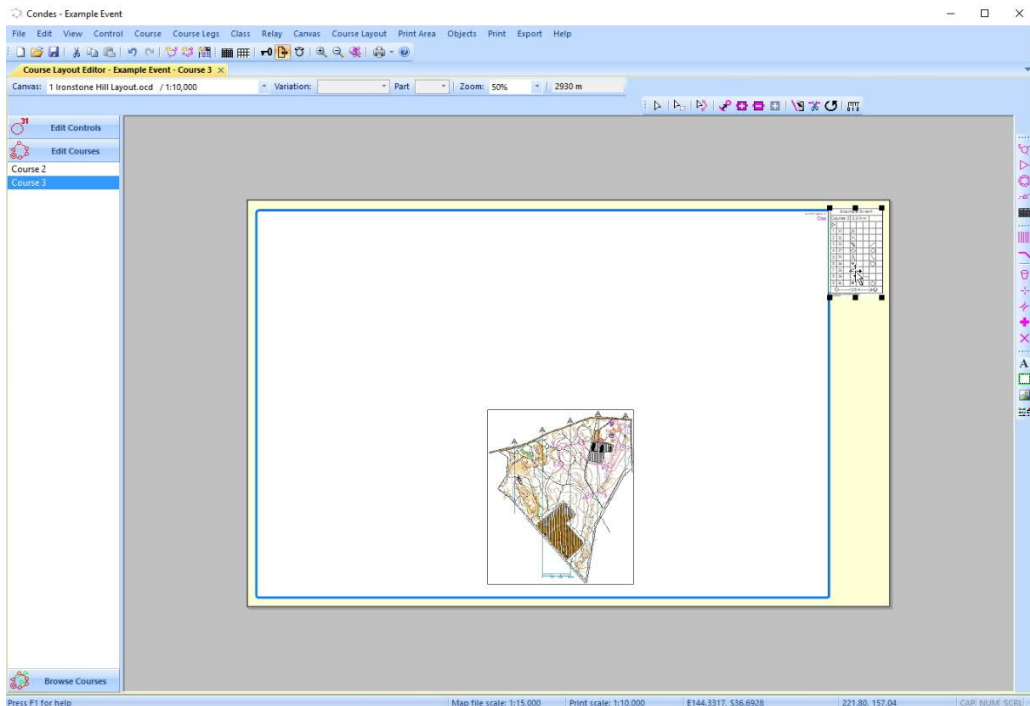 Condes - Example Event
File Edit View Control Course Course Legs Class Relay Canvas Course Layout Print Area Objects Print Export Help
Course Layout Editor - Example Event - Course 3
Canvas: 1 Ironstone Hill Layout.ocd / 1:10,000 Variation: Part Zoom: 50% 2930 m
31 Edit Controls
Edit Courses
Course 2
Course 3
Browse Courses
Press F1 for help Map file scale: 1:15,000 Print scale: 1:10,000 E144.3317, S36.6928 221.80, 157.04 CAP NUM SCRL